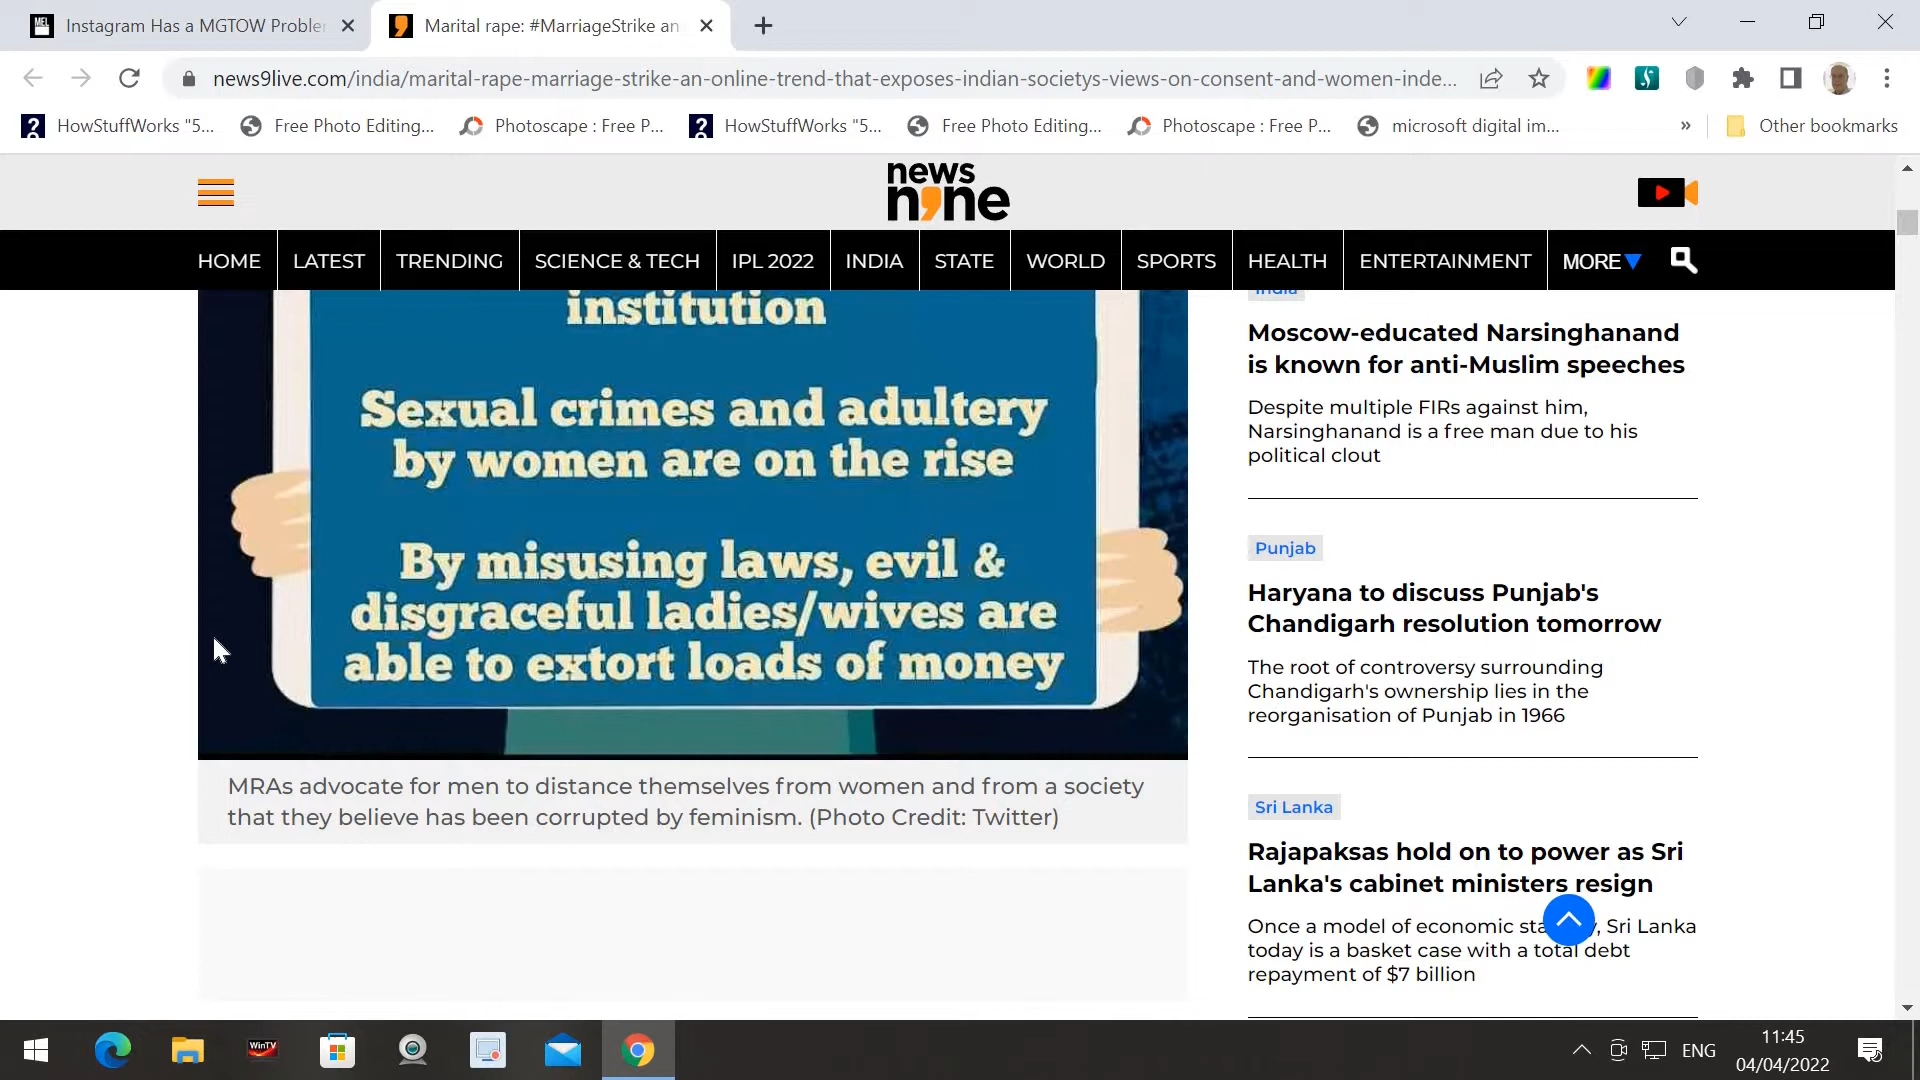 Instagram Has a MGTOW Proble
Marital rape: #MarriageStrike an
news9live.com/india/marital-rape-marriage-strike-an-online-trend-that-exposes-indian-societys-views-on-consent-and-women-inde...
HowStuffWorks "5...
Free Photo Editing...
Photoscape : Free P...
HowStuffWorks "5...
Free Photo Editing...
Photoscape : Free P...
microsoft digital im...
»
Other bookmarks
news
n9ne
HOME
LATEST
TRENDING
SCIENCE & TECH
IPL 2022
INDIA
STATE
WORLD
SPORTS
HEALTH
ENTERTAINMENT
MORE
institution
Sexual crimes and adultery
by women are on the rise
By misusing laws, evil &
disgraceful ladies/wives are
able to extort loads of money
MRAs advocate for men to distance themselves from women and from a society
that they believe has been corrupted by feminism. (Photo Credit: Twitter)
India
Moscow-educated Narsinghanand
is known for anti-Muslim speeches
Despite multiple FIRs against him,
Narsinghanand is a free man due to his
political clout
Punjab
Haryana to discuss Punjab's
Chandigarh resolution tomorrow
The root of controversy surrounding
Chandigarh's ownership lies in the
reorganisation of Punjab in 1966
Sri Lanka
Rajapaksas hold on to power as Sri
Lanka's cabinet ministers resign
Once a model of economic sta y, Sri Lanka
today is a basket case with a total debt
repayment of $7 billion
WinTV
ENG
11:45
04/04/2022